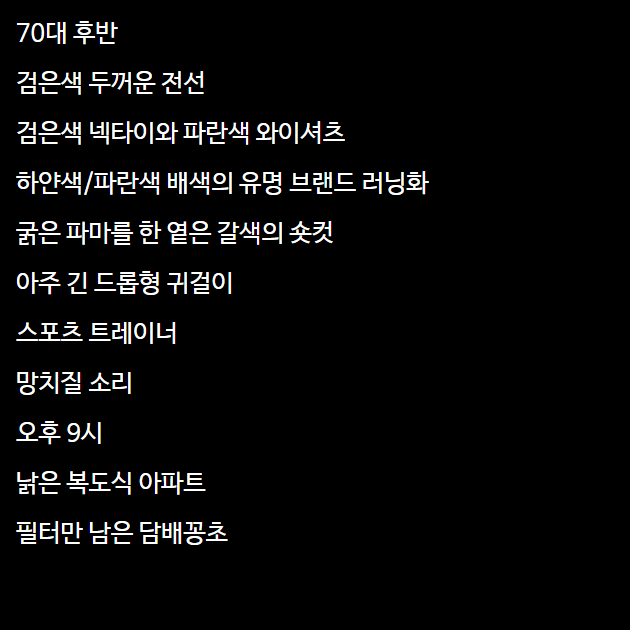 70대 후반
검은색 두꺼운 전선
검은색 넥타이와 파란색 와이셔츠
하얀색/파란색 배색의 유명 브랜드 러닝화
굵은 파마를 한 옅은 갈색의 숏컷
아주 긴 드롭형 귀걸이
스포츠 트레이너
망치질 소리
오후 9시
낡은 복도식 아파트
필터만 남은 담배꽁초